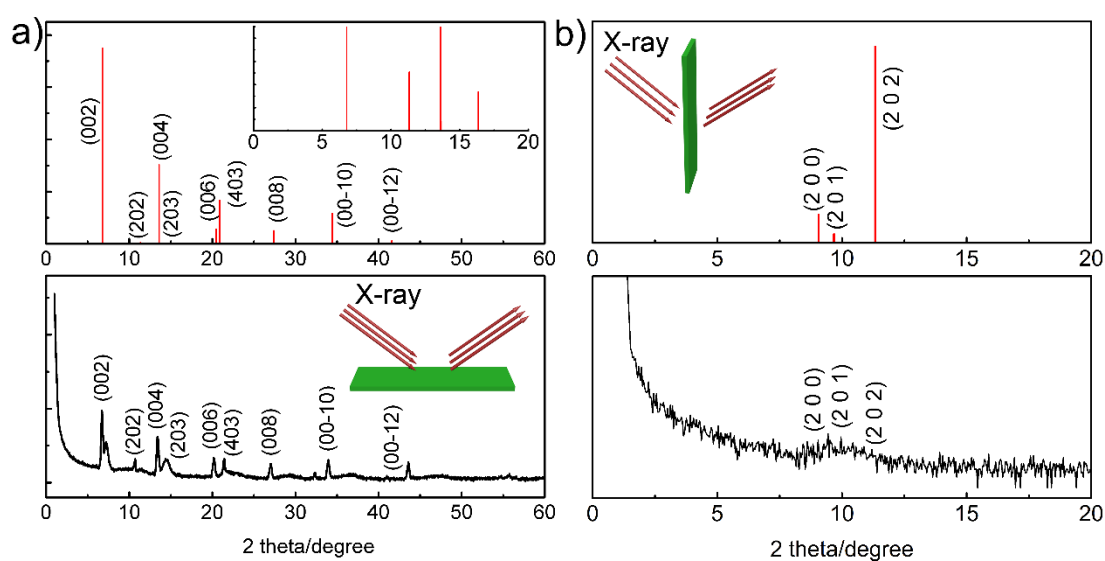 a)
(002)
(202)
(004)
(203)
(006)
(403)
(008)
(00-10)
(00-12)
0 5 10 15 20
0 10 20 30 40 50 60
X-ray
(002)
(202)
(004)
(203)
(006)
(403)
(008)
(00-10)
(00-12)
0 10 20 30 40 50 60
2 theta/degree
b)
X-ray
(2 0 0)
(2 0 1)
(2 0 2)
0 5 10 15 20
(2 0 0)
(2 0 1)
(2 0 2)
0 5 10 15 20
2 theta/degree